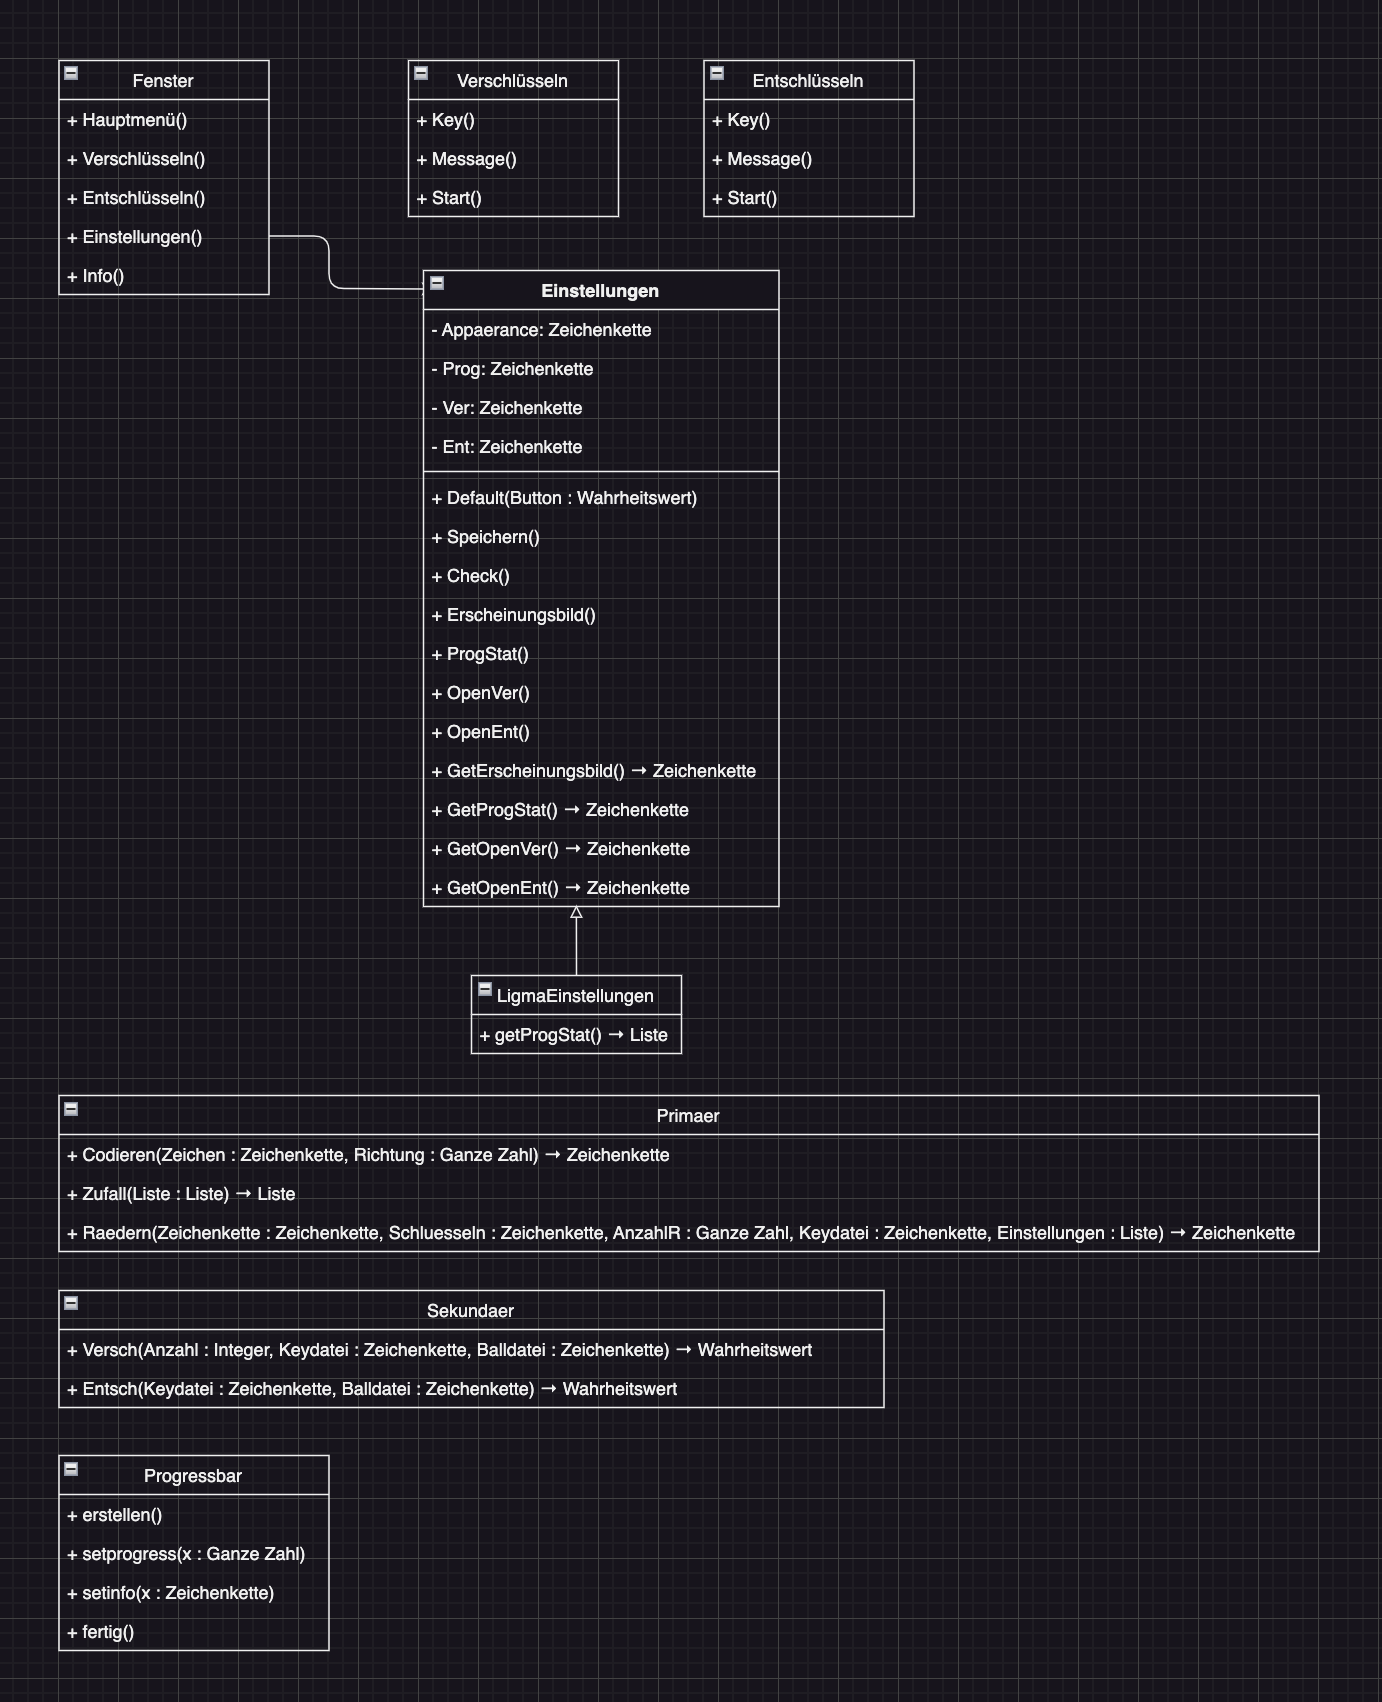 Fenster
+ Hauptmenü()
+ Verschlüsseln()
+ Entschlüsseln()
+ Einstellungen()
+ Info()
Verschlüsseln
+ Key()
+ Message()
+ Start()
Entschlüsseln
+ Key()
+ Message()
+ Start()
Einstellungen
- Appaerance: Zeichenkette
- Prog: Zeichenkette
- Ver: Zeichenkette
- Ent: Zeichenkette
+ Default(Button : Wahrheitswert)
+ Speichern()
+ Check()
+ Erscheinungsbild()
+ ProgStat()
+ OpenVer()
+ OpenEnt()
+ GetErscheinungsbild() → Zeichenkette
+ GetProgStat() → Zeichenkette
+ GetOpenVer() → Zeichenkette
+ GetOpenEnt() → Zeichenkette
LigmaEinstellungen
+ getProgStat() → Liste
Primaer
+ Codieren(Zeichen : Zeichenkette, Richtung : Ganze Zahl) → Zeichenkette
+ Zufall(Liste : Liste) → Liste
+ Raedern(Zeichenkette : Zeichenkette, Schluesseln : Zeichenkette, AnzahlR : Ganze Zahl, Keydatei : Zeichenkette, Einstellungen : Liste) → Zeichenkette
Sekundaer
+ Versch(Anzahl : Integer, Keydatei : Zeichenkette, Balldatei : Zeichenkette) → Wahrheitswert
+ Entsch(Keydatei : Zeichenkette, Balldatei : Zeichenkette) → Wahrheitswert
Progressbar
+ erstellen()
+ setprogress(x : Ganze Zahl)
+ setinfo(x : Zeichenkette)
+ fertig()